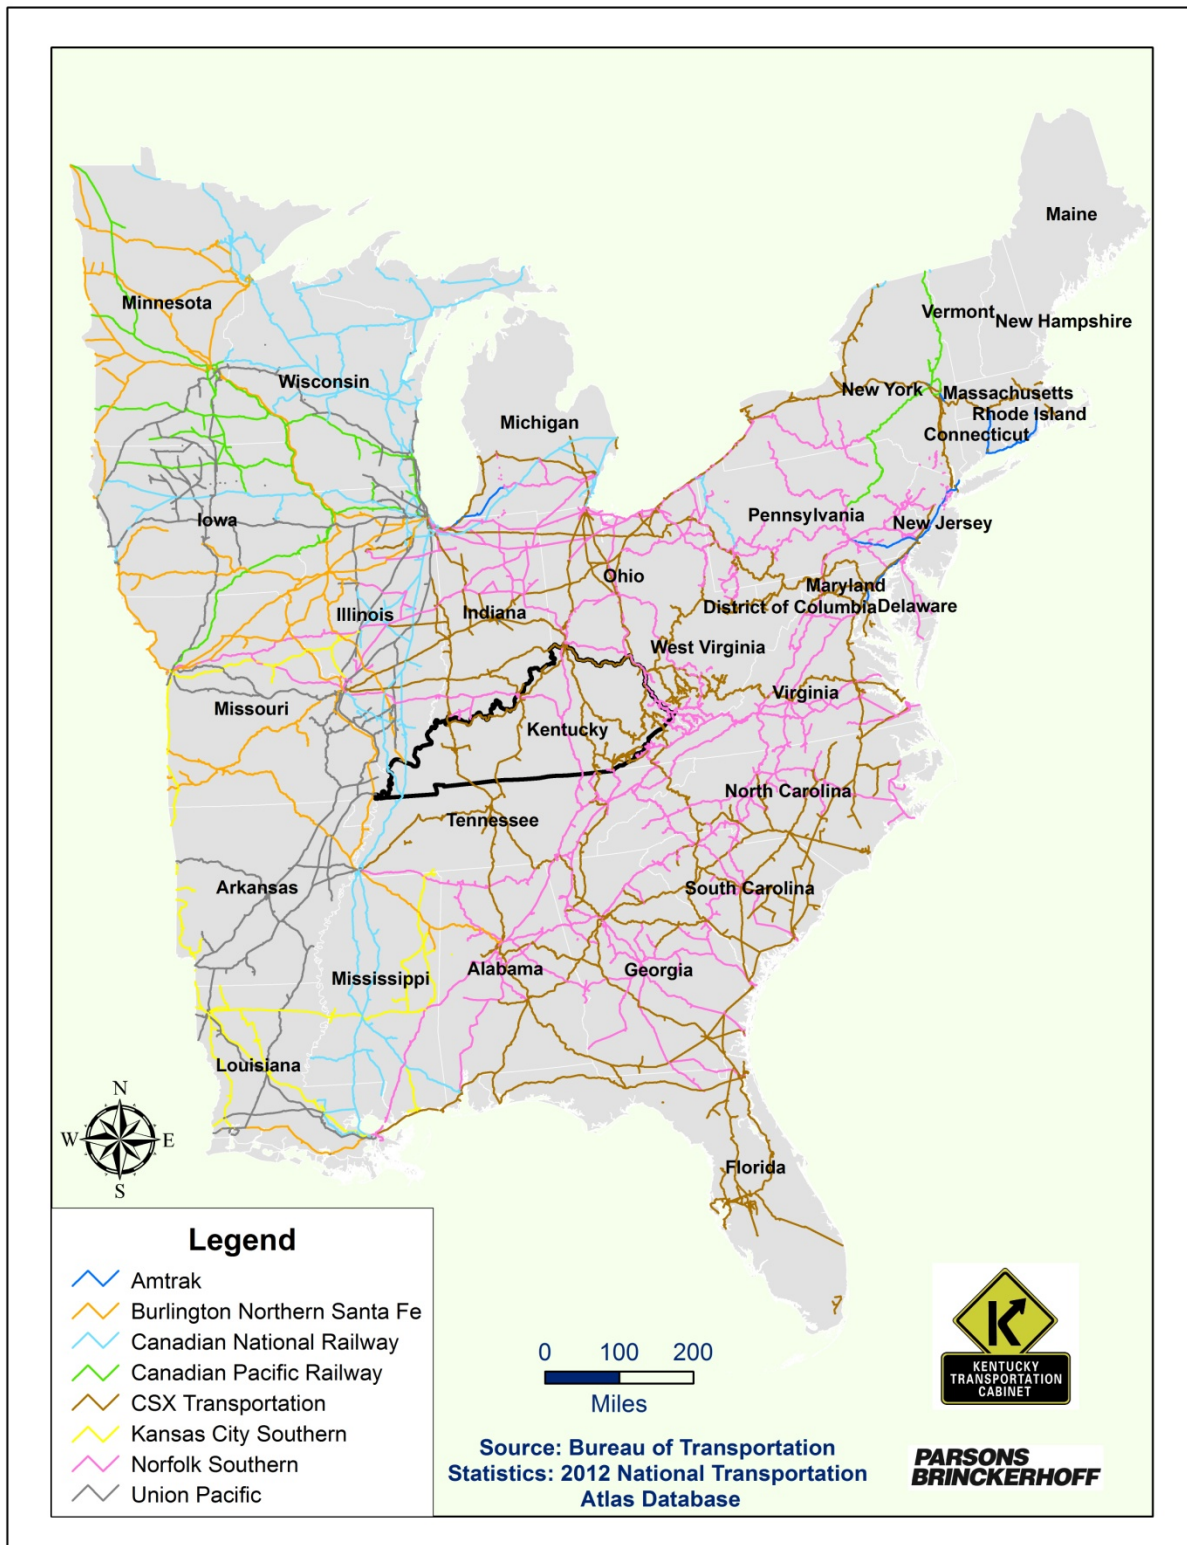 Maine
Minnesota
Vermont
New Hampshire
Wisconsin
New York
Massachusetts
Rhode Island
Michigan
Connecticut
Iowa
Pennsylvania
New Jersey
Ohio
Maryland
Illinois
Indiana
District of Columbia
Delaware
West Virginia
Virginia
Missouri
Kentucky
North Carolina
Tennessee
Arkansas
South Carolina
Mississippi
Alabama
Georgia
Louisiana
N
W
E
S
Florida
Legend
Amtrak
Burlington Northern Santa Fe
Canadian National Railway
Canadian Pacific Railway
CSX Transportation
Kansas City Southern
Norfolk Southern
Union Pacific
0 100 200
Miles
Source: Bureau of Transportation
Statistics: 2012 National Transportation
Atlas Database
K
KENTUCKY
TRANSPORTATION
CABINET
PARSONS
BRINCKERHOFF